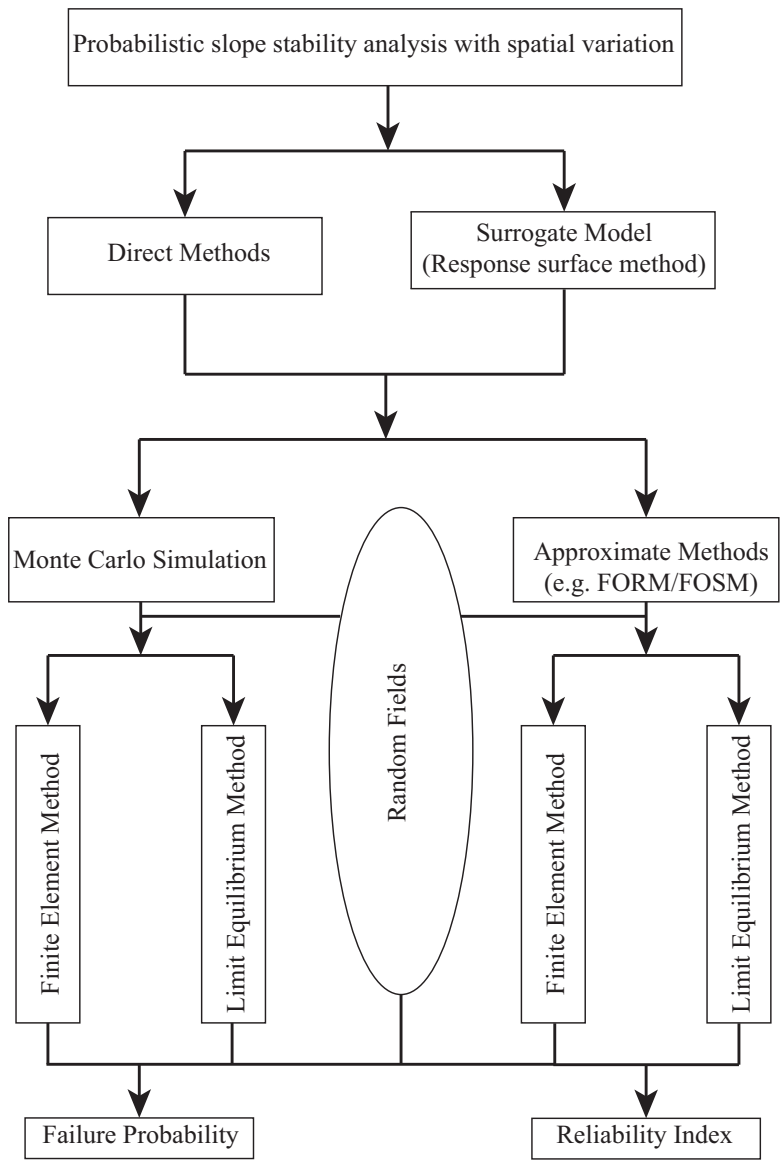 Probabilistic slope stability analysis with spatial variation
Direct Methods
Surrogate Model
(Response surface method)
Monte Carlo Simulation
Approximate Methods
(e.g. FORM/FOSM)
Finite Element Method
Limit Equilibrium Method
Random Fields
Finite Element Method
Limit Equilibrium Method
Failure Probability
Reliability Index